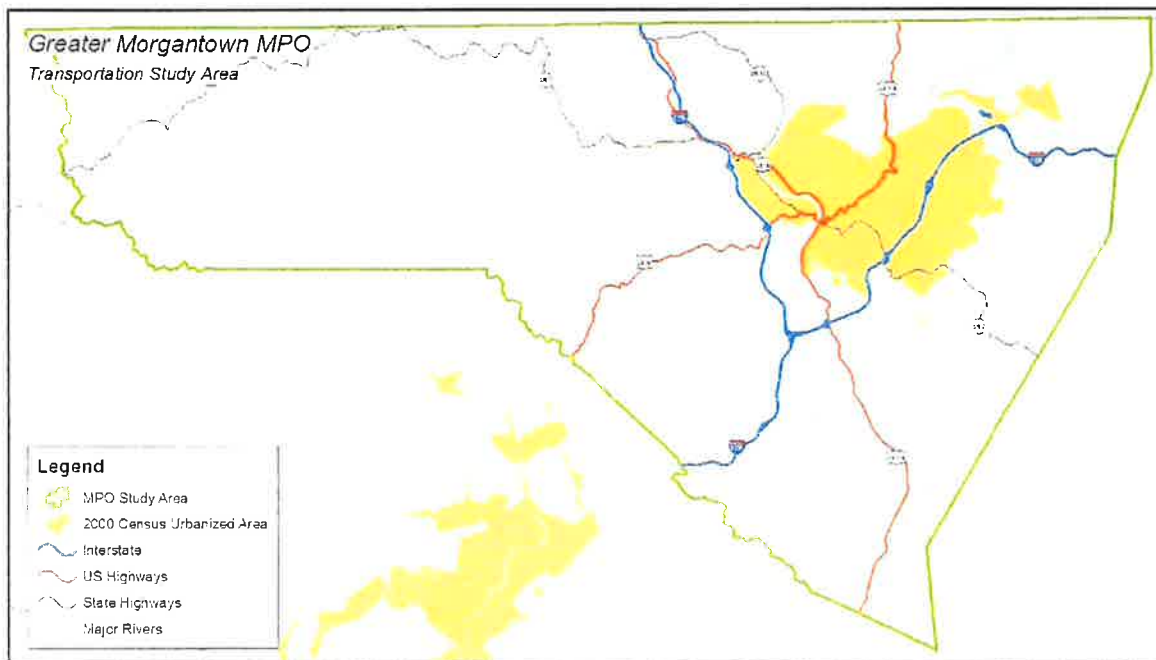 Greater Morgantown MPO
Transportation Study Area
Legend
MPO Study Area
2000 Census Urbanized Area
Interstate
US Highways
State Highways
Major Rivers